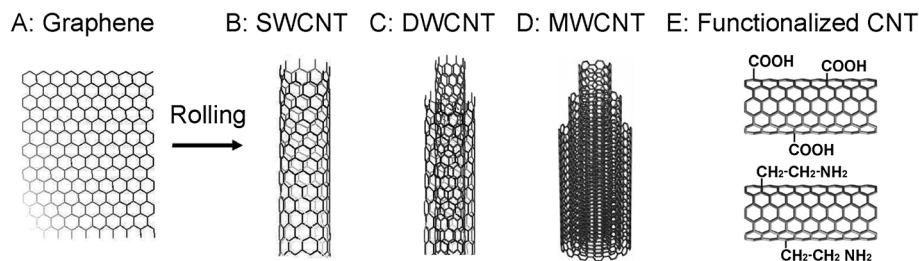 A: Graphene
B: SWCNT
C: DWCNT
D: MWCNT
E: Functionalized CNT
Rolling
COOH
COOH
COOH
CH2-CH2-NH2
CH2-CH2 NH2